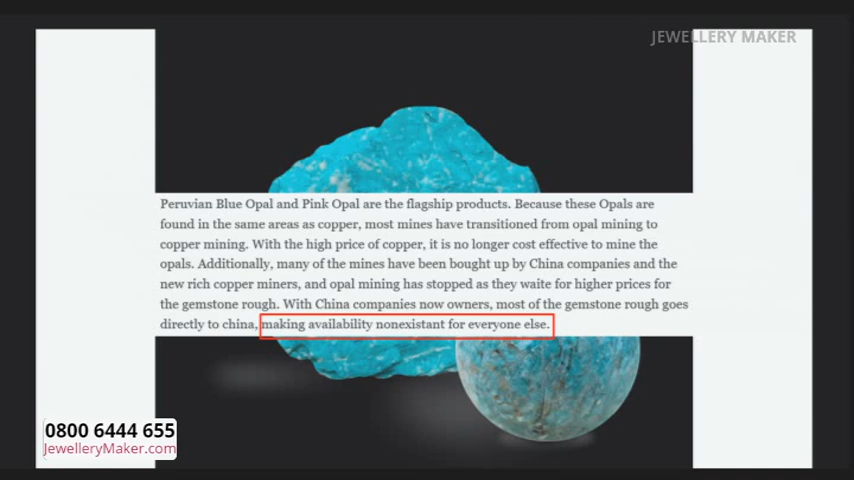 JEWELLERY MAKER
Peruvian Blue Opal and Pink Opal are the flagship products. Because these Opals are
found in the same areas as copper, most mines have transitioned from opal mining to
copper mining. With the high price of copper, it is no longer cost effective to mine the
opals. Additionally, many of the mines have been bought up by China companies and the
new rich copper miners, and opal mining has stopped as they waite for higher prices for
the gemstone rough. With China companies now owners, most of the gemstone rough goes
directly to china, making availability nonexistant for everyone else.
0800 6444 655
JewelleryMaker.com